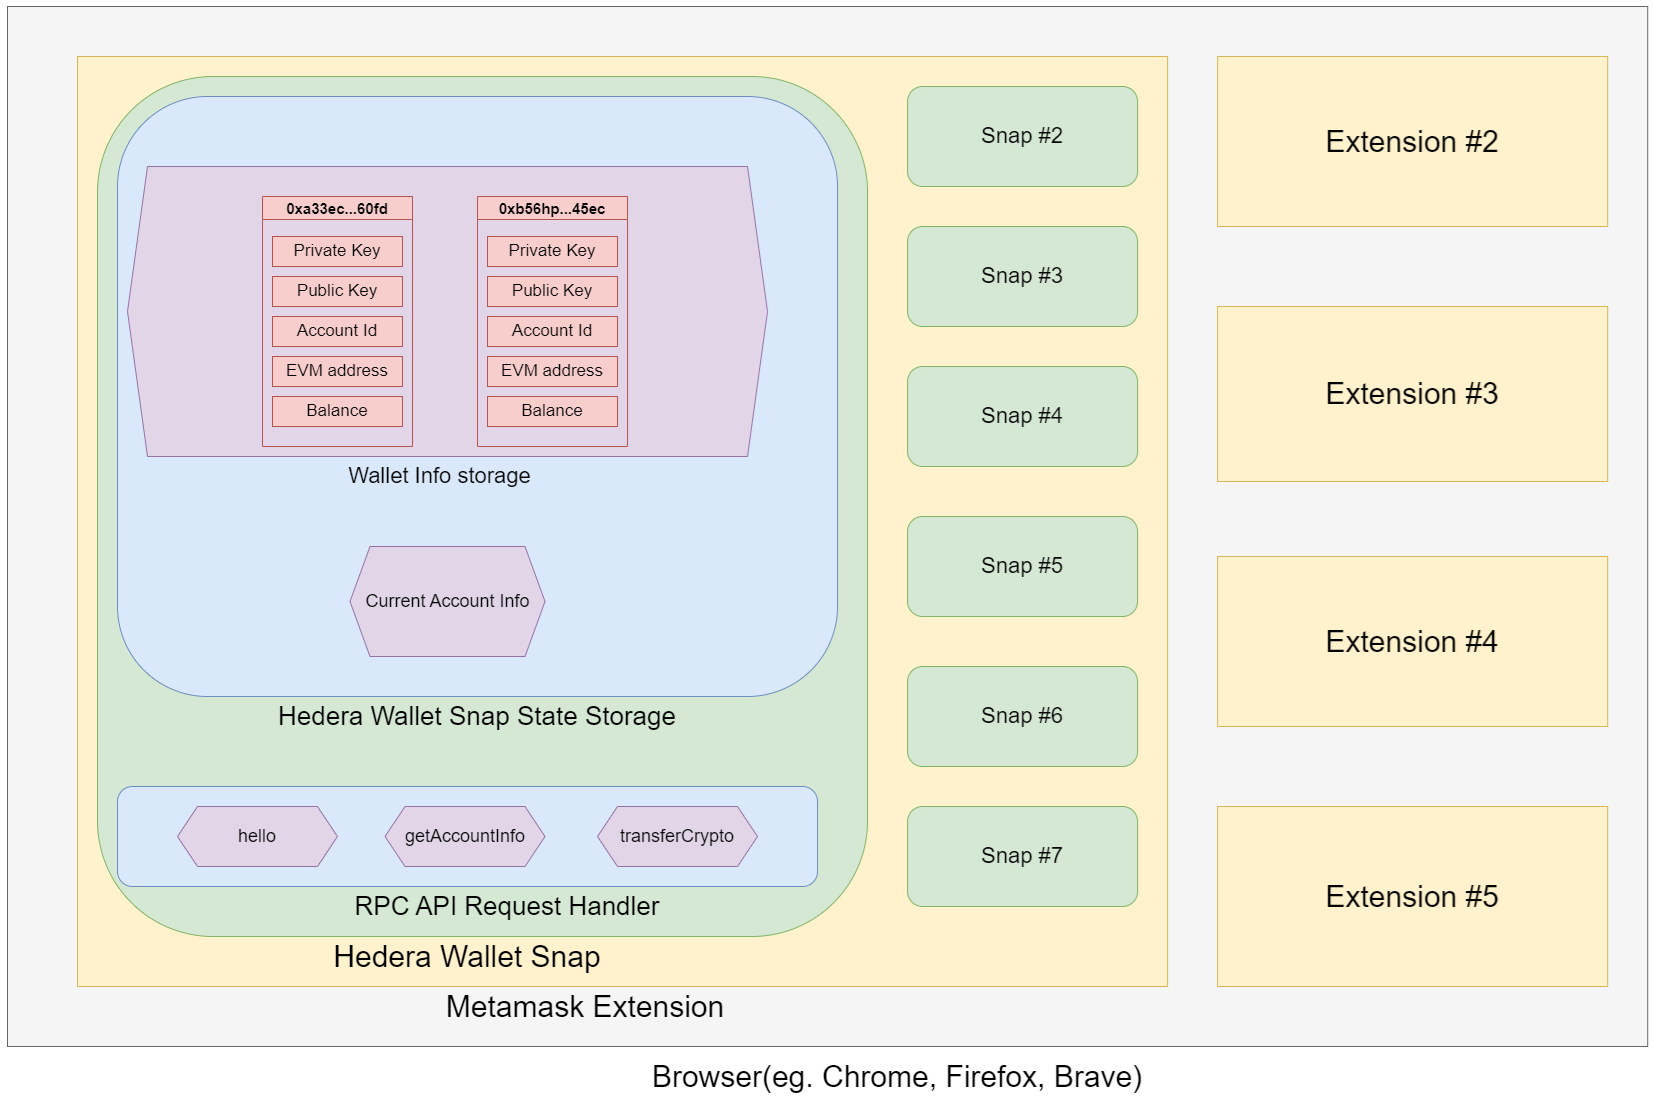 0xa33ec...60fd
Private Key
Public Key
Account Id
EVM address
Balance
0xb56hp...45ec
Private Key
Public Key
Account Id
EVM address
Balance
Wallet Info storage
Current Account Info
Hedera Wallet Snap State Storage
hello
getAccountInfo
transferCrypto
RPC API Request Handler
Hedera Wallet Snap
Snap #2
Snap #3
Snap #4
Snap #5
Snap #6
Snap #7
Metamask Extension
Extension #2
Extension #3
Extension #4
Extension #5
Browser(eg. Chrome, Firefox, Brave)